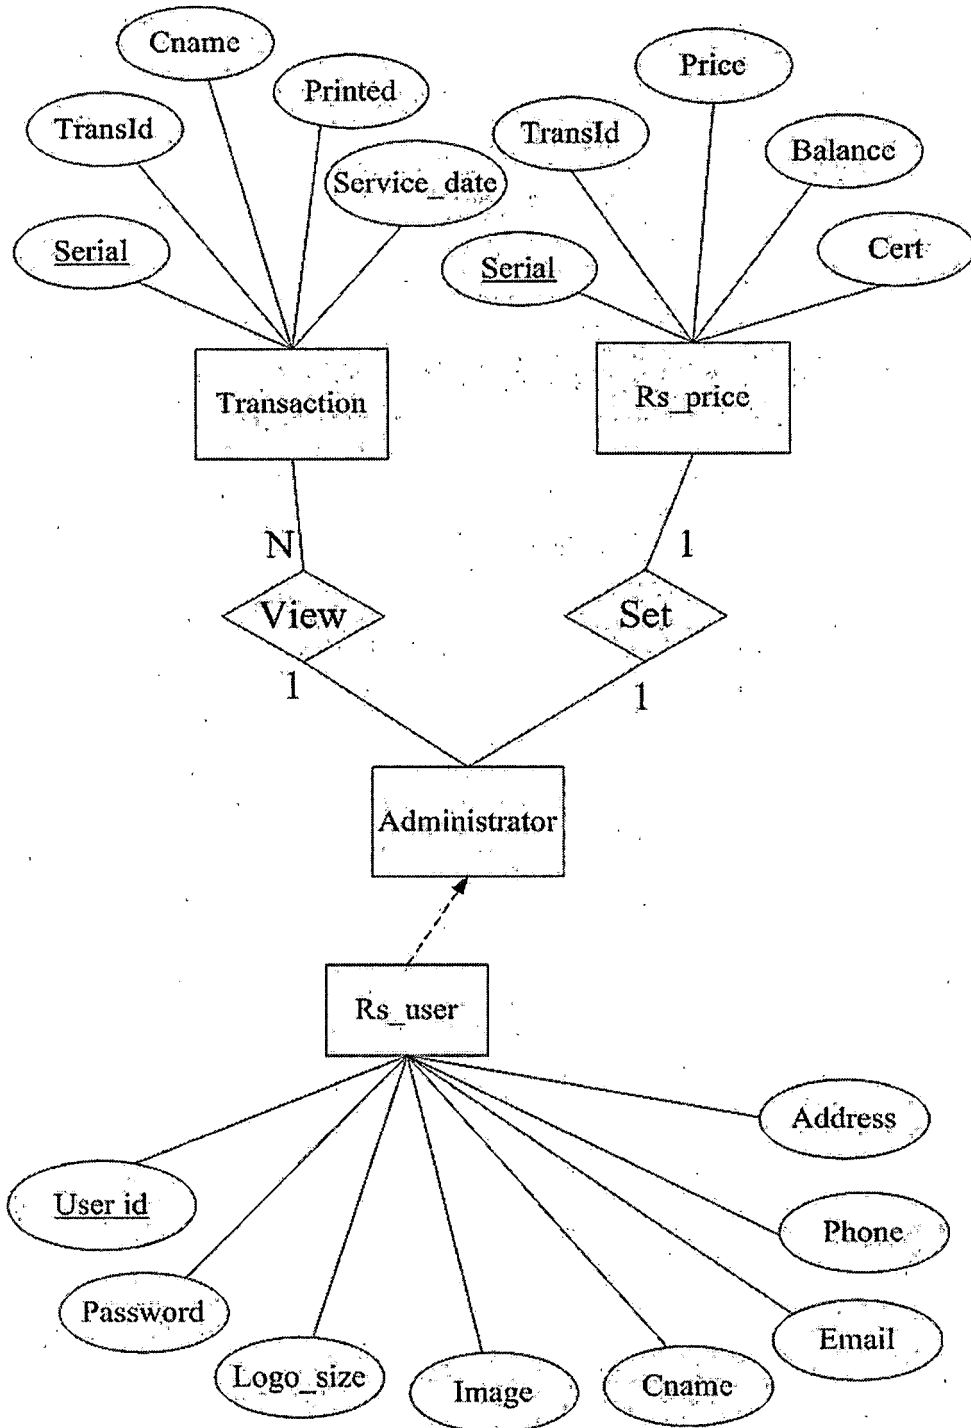 Cname
Price
Printed
TransId
TransId
Balance
Service_date
Serial
Serial
Cert
Transaction
Rs_price
N
1
View
Set
1
1
Administrator
Rs_user
Address
User id
Phone
Password
Email
Logo_size
Image
Cname